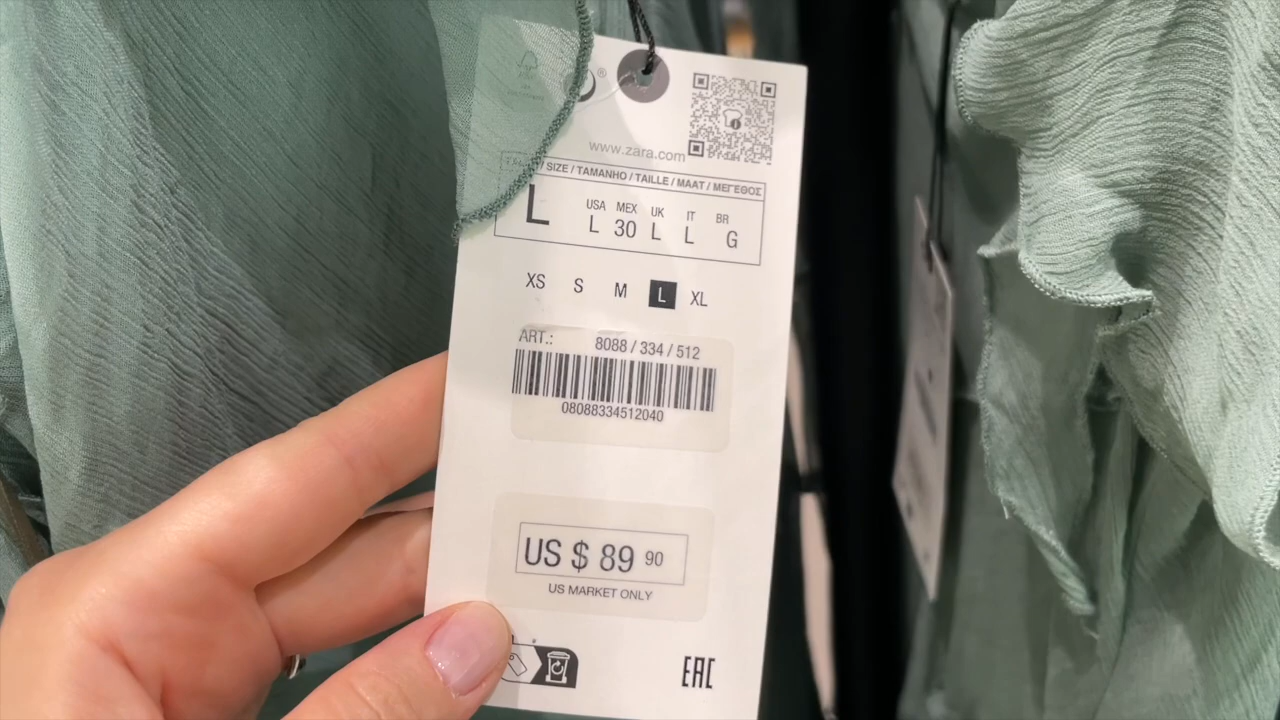 www.zara.com
/ SIZE / TAMANHO / TAILLE / MAAT / ΜΕΓΕΘΟΣ
L
USA MEX UK IT BR
L 30 L L G
XS S M L XL
ART.: 8088 / 334 / 512
08088334512040
US $ 89 90
US MARKET ONLY
EAC